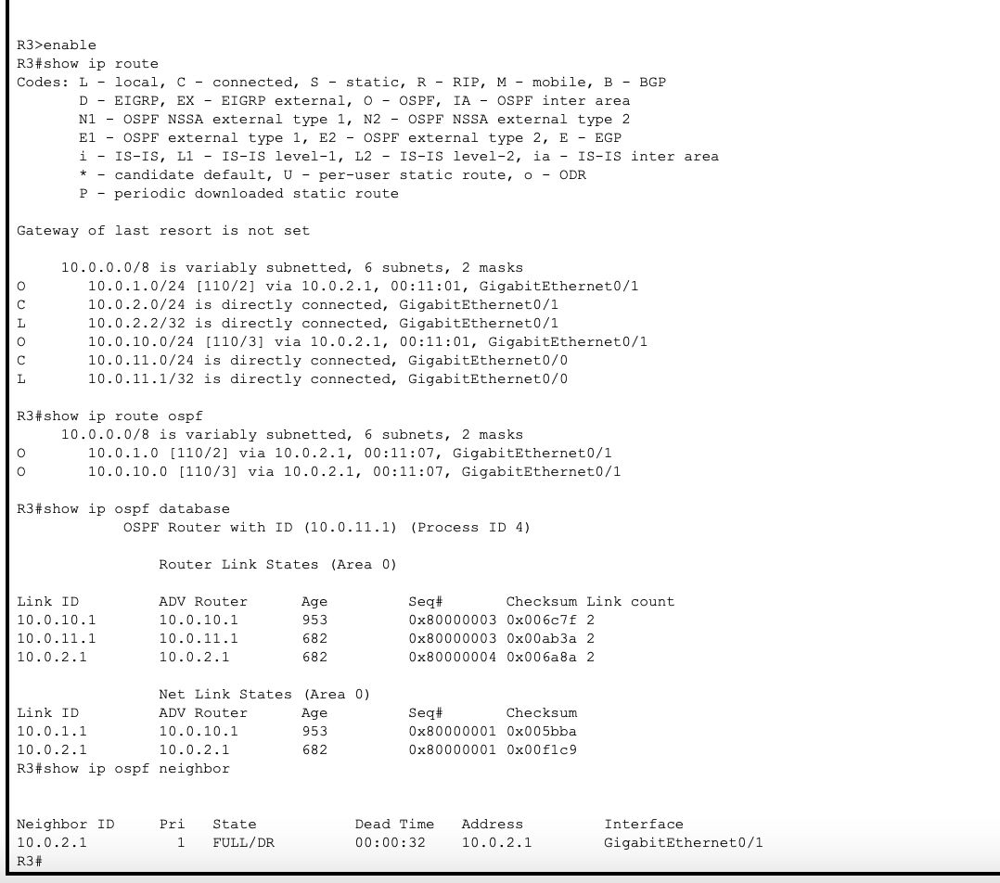 R3>enable
R3#show ip route
Codes: L - local, C - connected, S - static, R - RIP, M - mobile, B - BGP
       D - EIGRP, EX - EIGRP external, O - OSPF, IA - OSPF inter area
       N1 - OSPF NSSA external type 1, N2 - OSPF NSSA external type 2
       E1 - OSPF external type 1, E2 - OSPF external type 2, E - EGP
       i - IS-IS, L1 - IS-IS level-1, L2 - IS-IS level-2, ia - IS-IS inter area
       * - candidate default, U - per-user static route, o - ODR
       P - periodic downloaded static route
Gateway of last resort is not set
     10.0.0.0/8 is variably subnetted, 6 subnets, 2 masks
O       10.0.1.0/24 [110/2] via 10.0.2.1, 00:11:01, GigabitEthernet0/1
C       10.0.2.0/24 is directly connected, GigabitEthernet0/1
L       10.0.2.2/32 is directly connected, GigabitEthernet0/1
O       10.0.10.0/24 [110/3] via 10.0.2.1, 00:11:01, GigabitEthernet0/1
C       10.0.11.0/24 is directly connected, GigabitEthernet0/0
L       10.0.11.1/32 is directly connected, GigabitEthernet0/0
R3#show ip route ospf
     10.0.0.0/8 is variably subnetted, 6 subnets, 2 masks
O       10.0.1.0 [110/2] via 10.0.2.1, 00:11:07, GigabitEthernet0/1
O       10.0.10.0 [110/3] via 10.0.2.1, 00:11:07, GigabitEthernet0/1
R3#show ip ospf database
            OSPF Router with ID (10.0.11.1) (Process ID 4)
                Router Link States (Area 0)
Link ID         ADV Router      Age         Seq#       Checksum Link count
10.0.10.1       10.0.10.1       953         0x80000003 0x006c7f 2
10.0.11.1       10.0.11.1       682         0x80000003 0x00ab3a 2
10.0.2.1        10.0.2.1        682         0x80000004 0x006a8a 2
                Net Link States (Area 0)
Link ID         ADV Router      Age         Seq#       Checksum
10.0.1.1        10.0.10.1       953         0x80000001 0x005bba
10.0.2.1        10.0.2.1        682         0x80000001 0x00f1c9
R3#show ip ospf neighbor
Neighbor ID     Pri   State           Dead Time   Address         Interface
10.0.2.1          1   FULL/DR         00:00:32    10.0.2.1        GigabitEthernet0/1
R3#